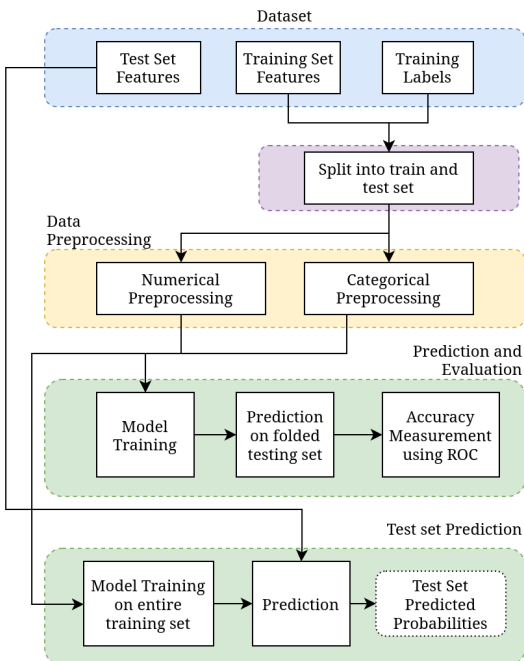 Dataset
Test Set
Features
Training Set
Features
Training
Labels
Split into train and
test set
Data
Preprocessing
Numerical
Preprocessing
Categorical
Preprocessing
Prediction and
Evaluation
Model
Training
Prediction
on folded
testing set
Accuracy
Measurement
using ROC
Test set Prediction
Model Training
on entire
training set
Prediction
Test Set
Predicted
Probabilities